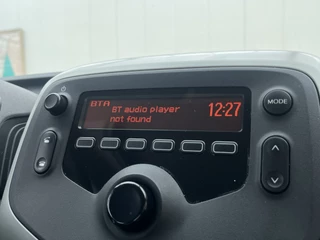 BTA
BT audio player
not found
12:27
MODE